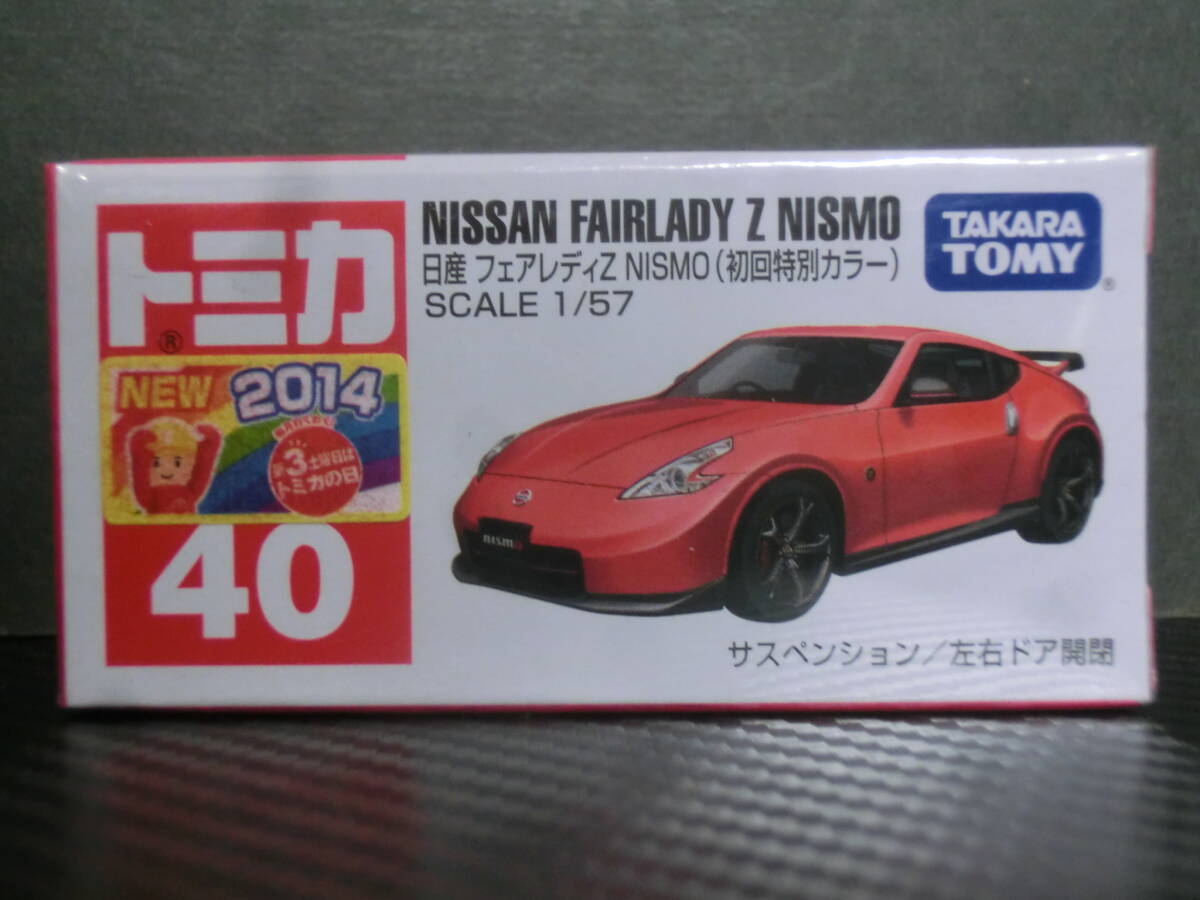 トミカ
®
NEW 2014
第3土曜日は
トミカの日
40
NISSAN FAIRLADY Z NISMO
日産 フェアレディZ NISMO(初回特別カラー)
SCALE 1/57
TAKARA
TOMY
®
nismo
サスペンション/左右ドア開閉